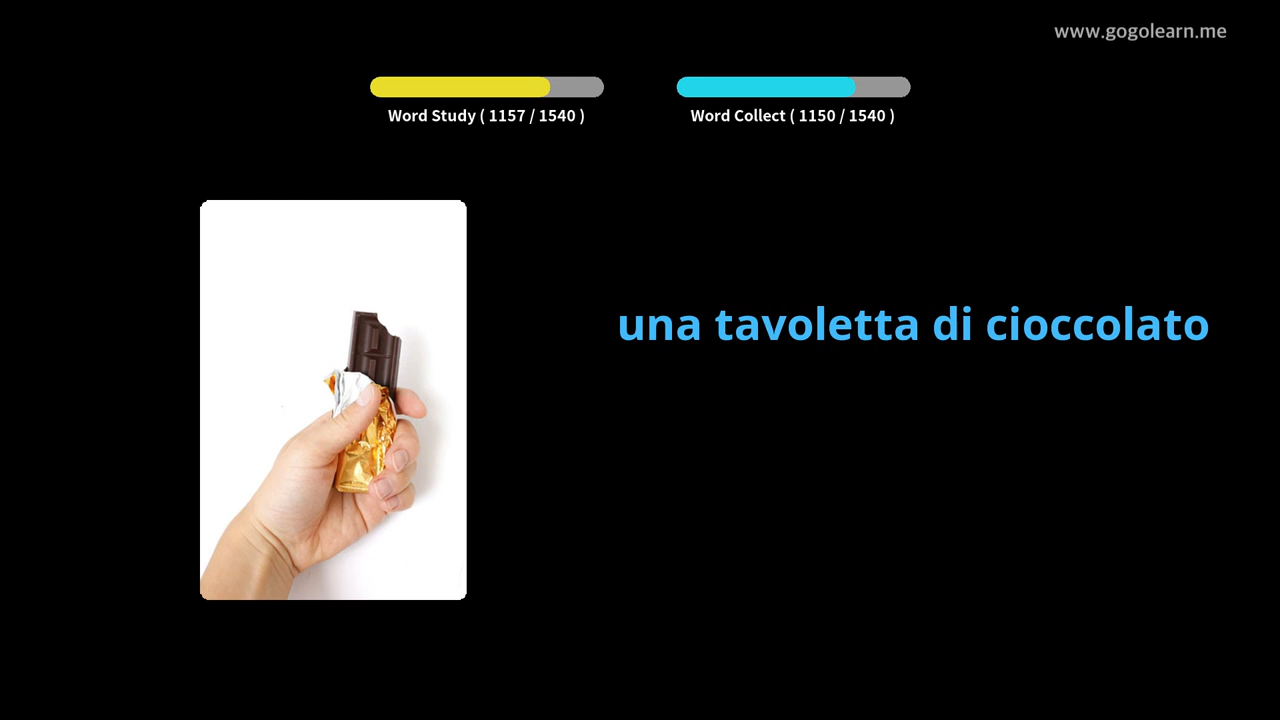 www.gogolearn.me
Word Study ( 1157 / 1540 )
Word Collect ( 1150 / 1540 )
una tavoletta di cioccolato